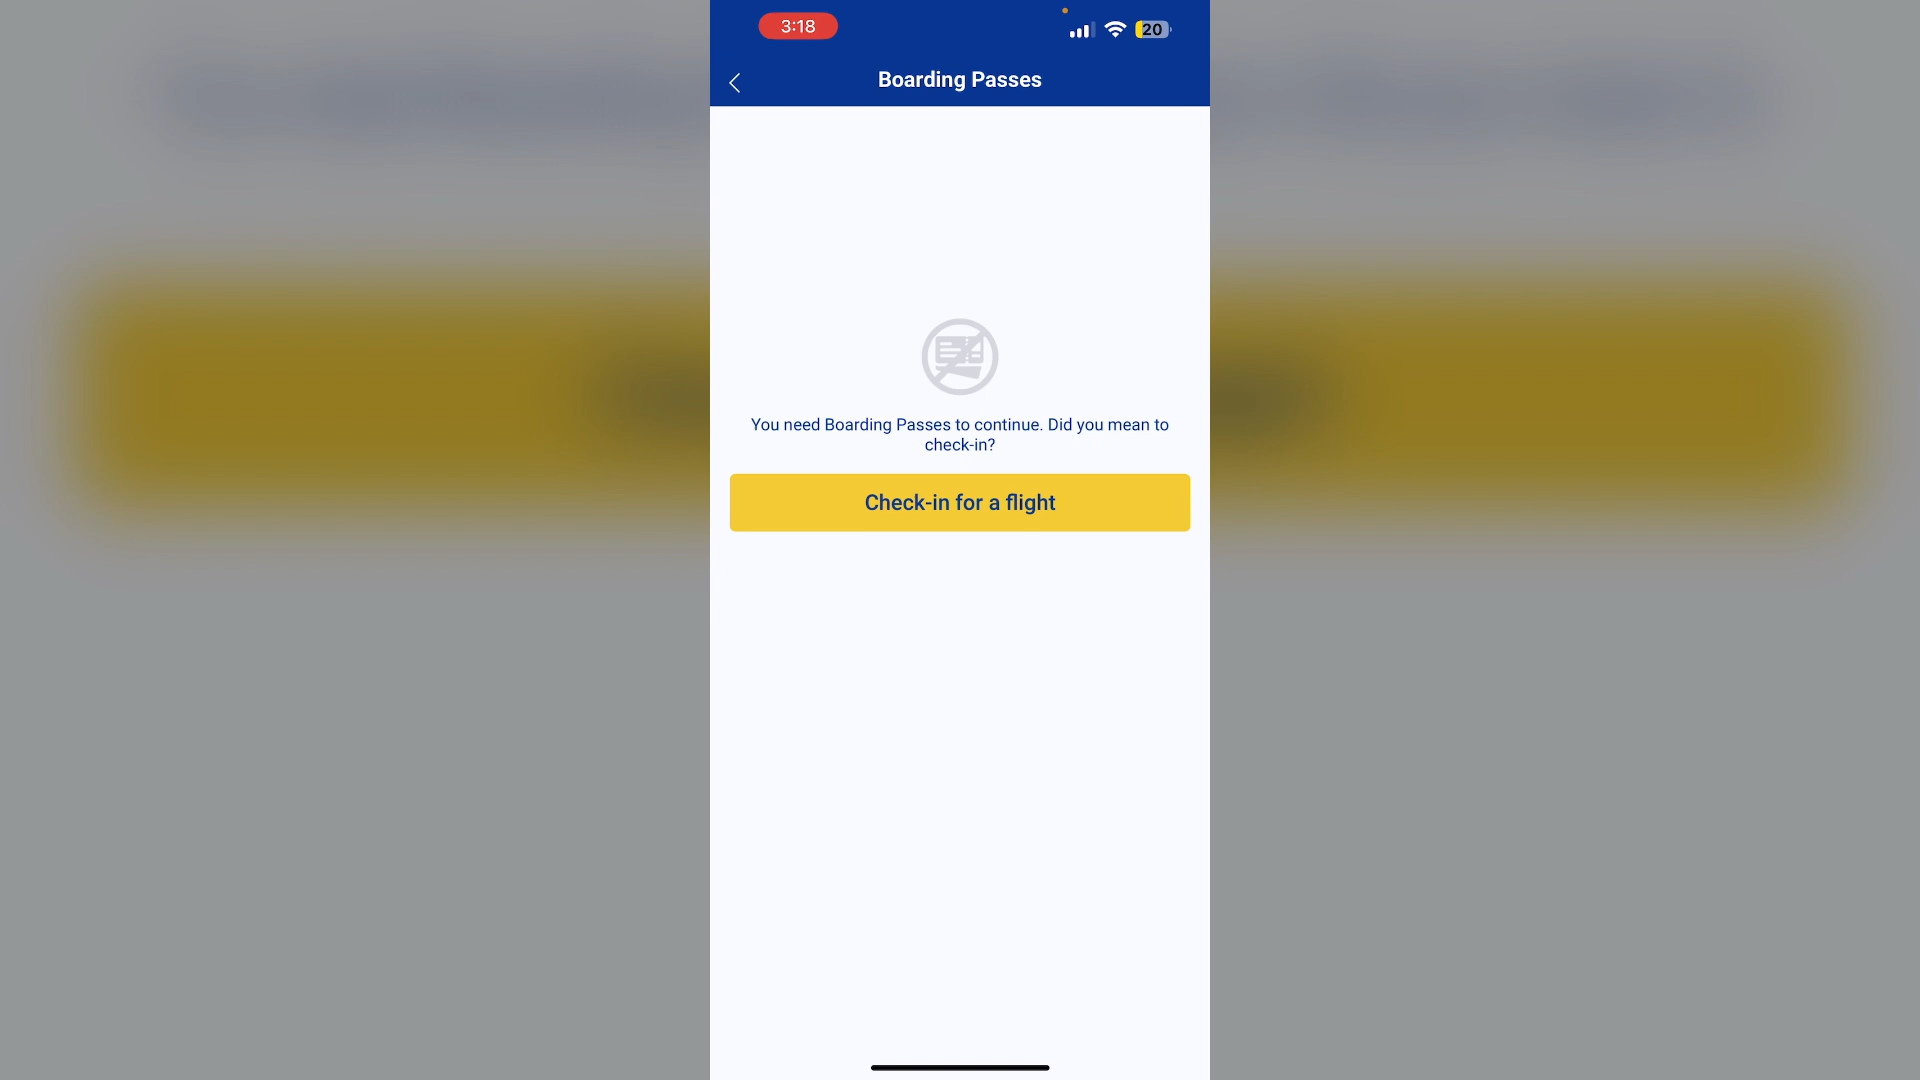 3:18
20
Boarding Passes
You need Boarding Passes to continue. Did you mean to
check-in?
Check-in for a flight